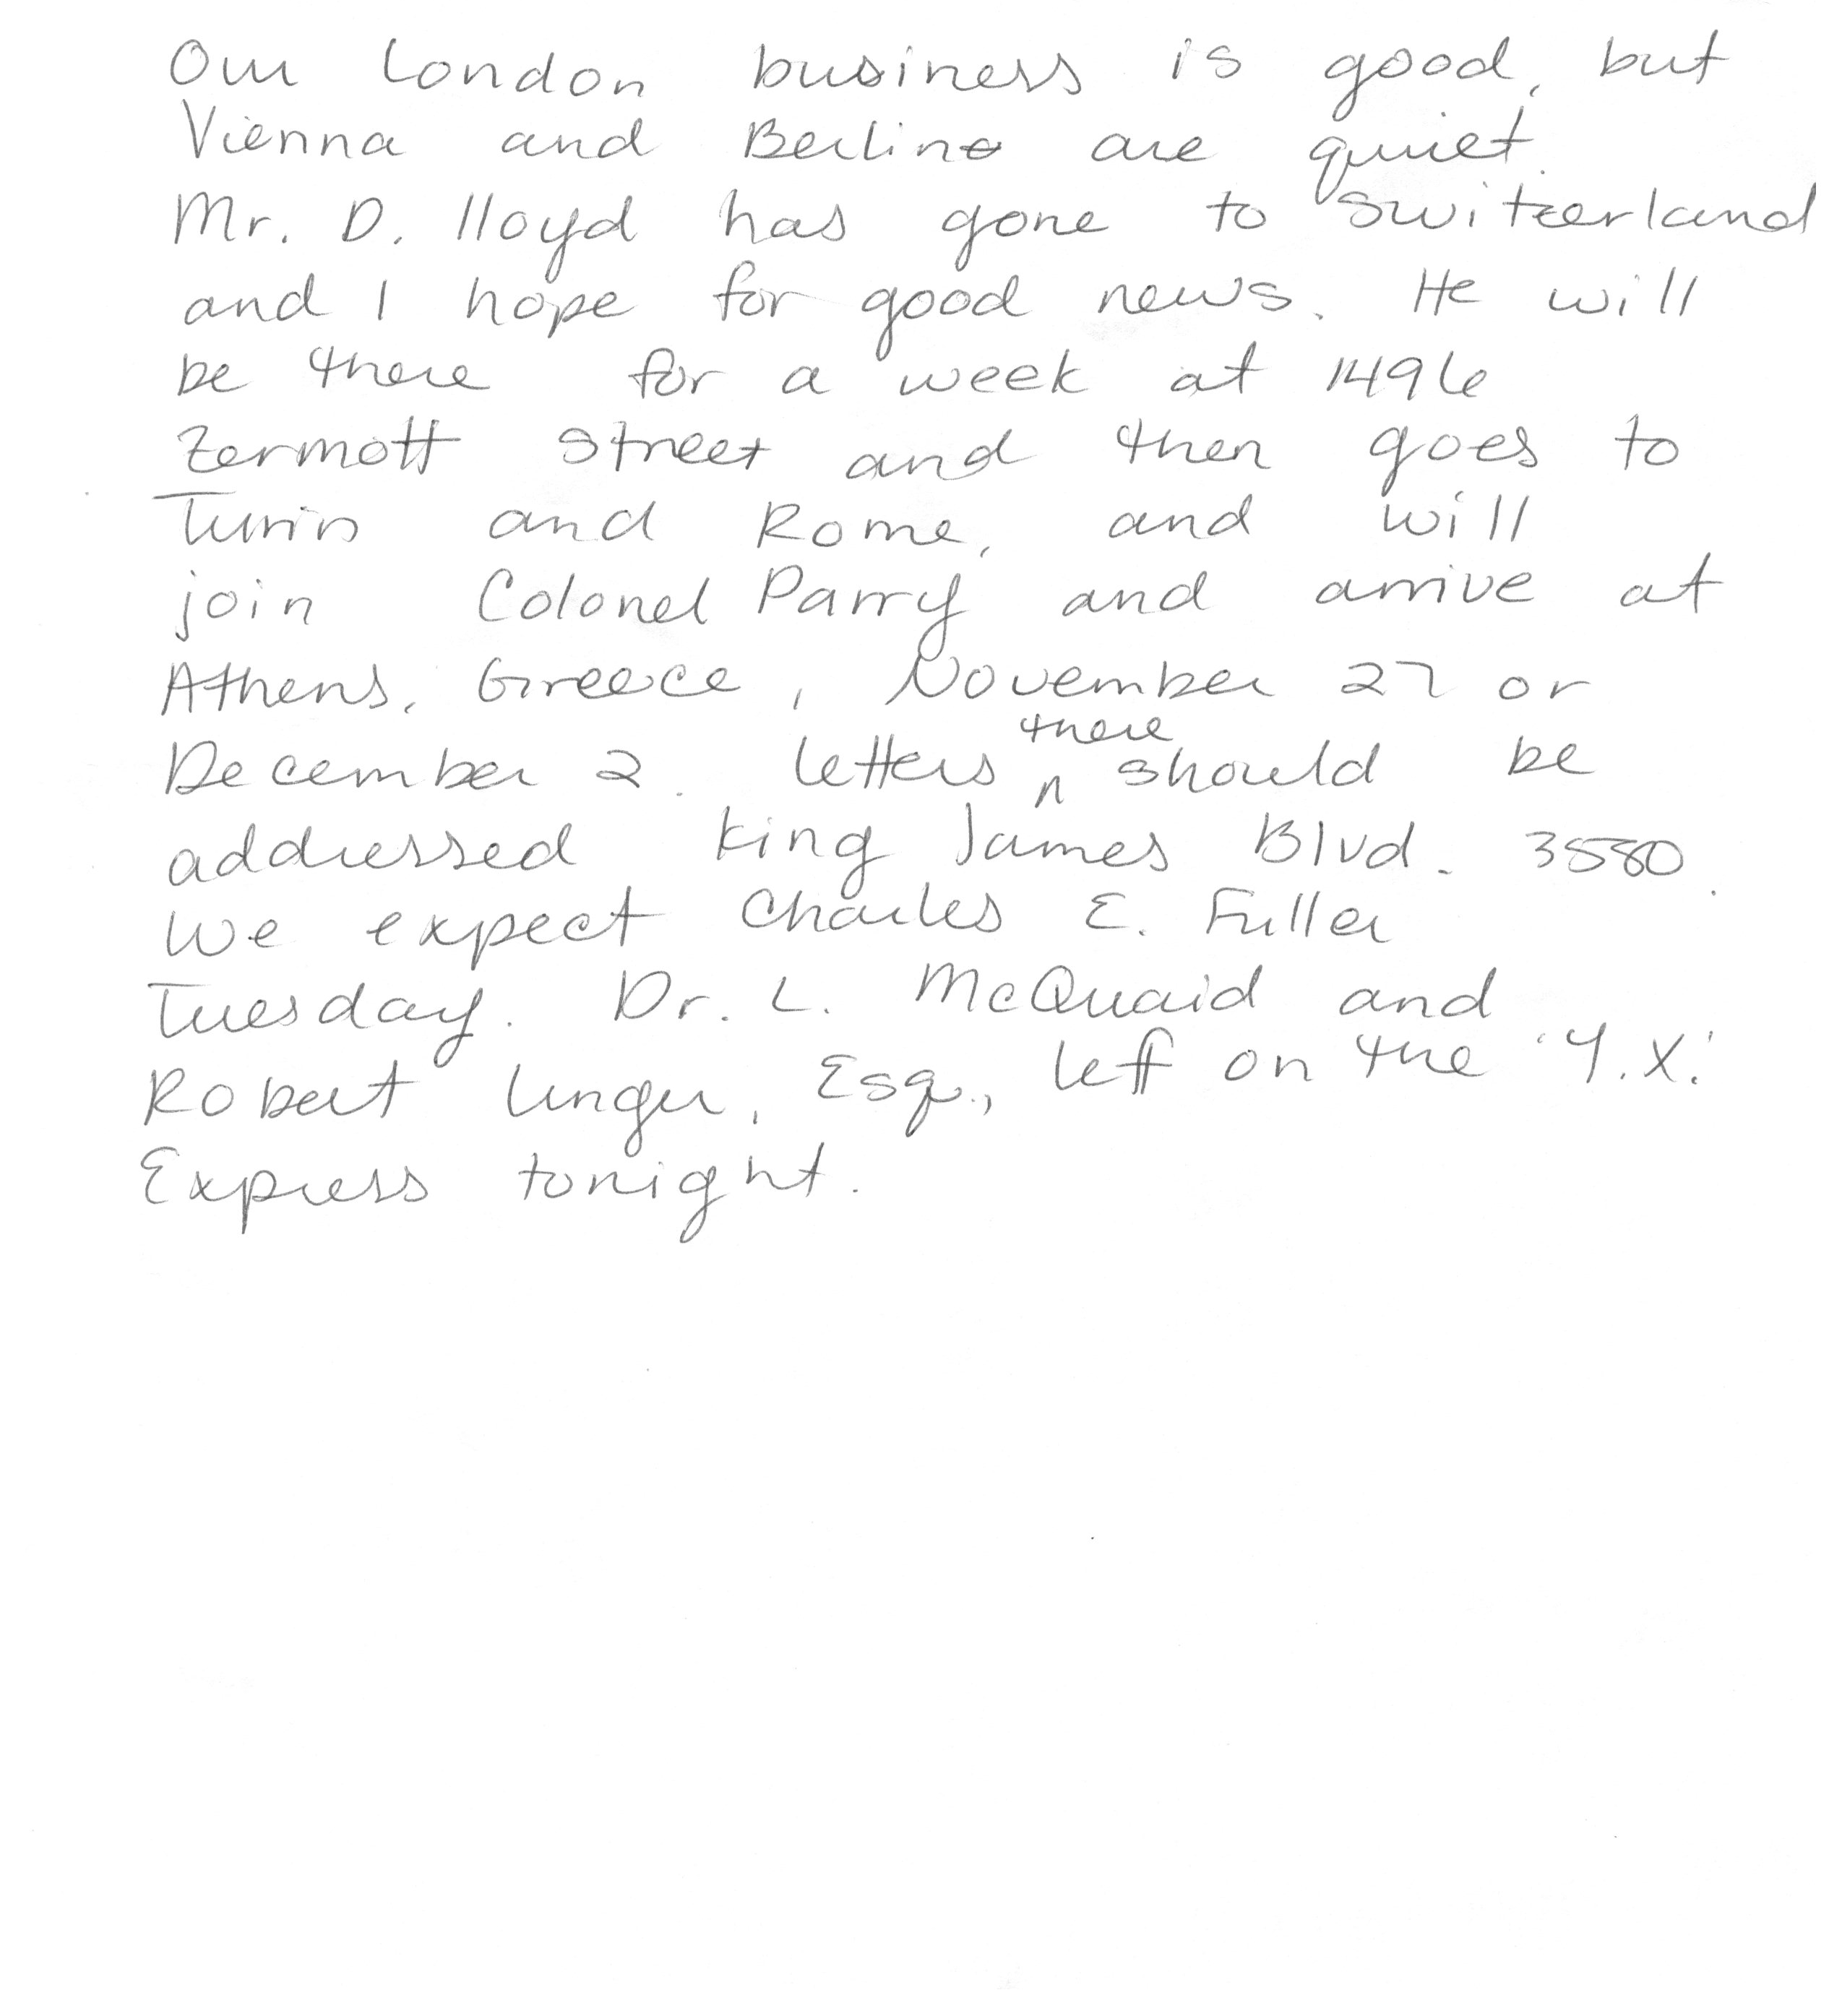 Our London business is good, but
Vienna and Berlin are quiet.
Mr. D. Lloyd has gone to Switzerland
and I hope for good news. He will
be there for a week at 1496
Zermott Street and then goes to
Turin and Rome, and will
join Colonel Parry and arrive at
Athens, Greece, November 27 or
December 2. Letters there should be
addressed King James Blvd. 3580.
We expect Charles E. Fuller
Tuesday. Dr. L. McQuaid and
Robert Unger, Esq., left on the 'Y.X.'
Express tonight.